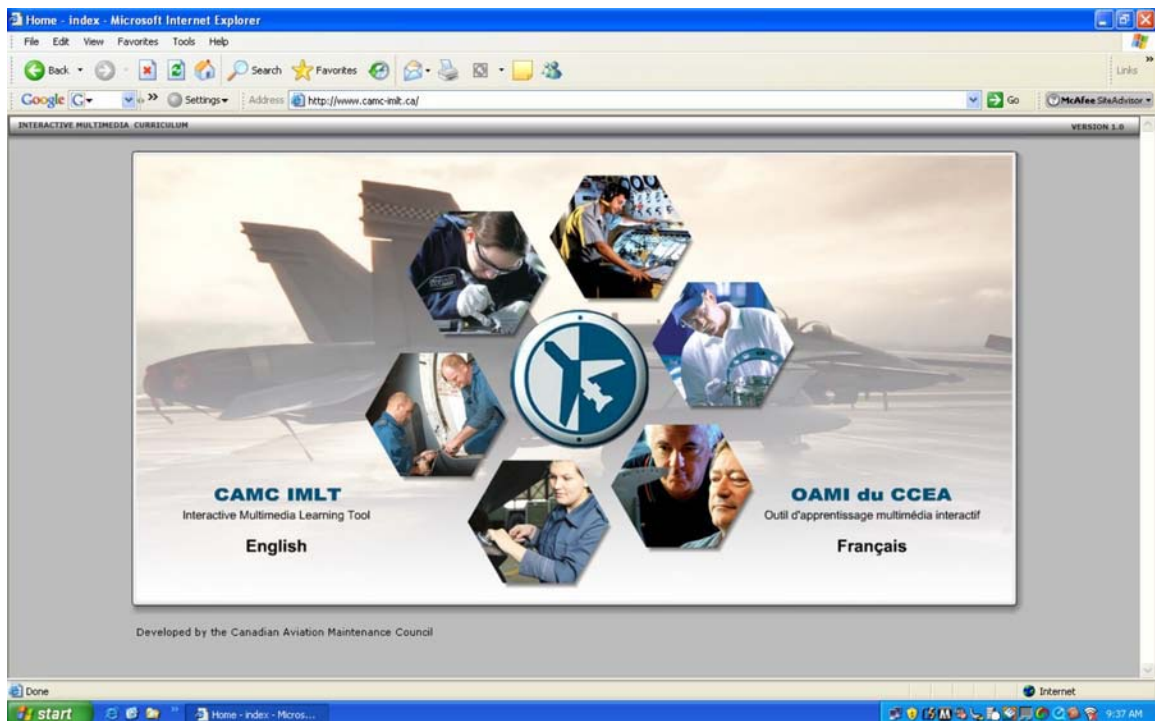 Home - index - Microsoft Internet Explorer
File Edit View Favorites Tools Help
Back Search Favorites Links
Google G Settings Address http://www.camc-imlt.ca/ Go McAfee SiteAdvisor
INTERACTIVE MULTIMEDIA CURRICULUM VERSION 1.0
CAMC IMLT
Interactive Multimedia Learning Tool
English
OAMI du CCEA
Outil d'apprentissage multimédia interactif
Français
Developed by the Canadian Aviation Maintenance Council
Done Internet
start Home - index - Micros... 9:37 AM